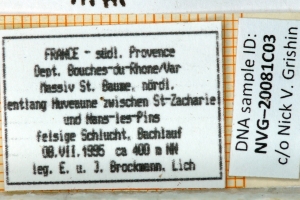 FRANCE - südl. Provence
Dept. Bouches-du-Rhone/Var
Massiv St. Baume, nördl.
entlang Huveaune zwischen St-Zacharie
und Nans-les-Pins
felsige Schlucht, Bachlauf
08.VII.1995 ca 400 m NN
leg. E. u. J. Brockmann, Lich
DNA sample ID:
NVG-20081C03
c/o Nick V. Grishin